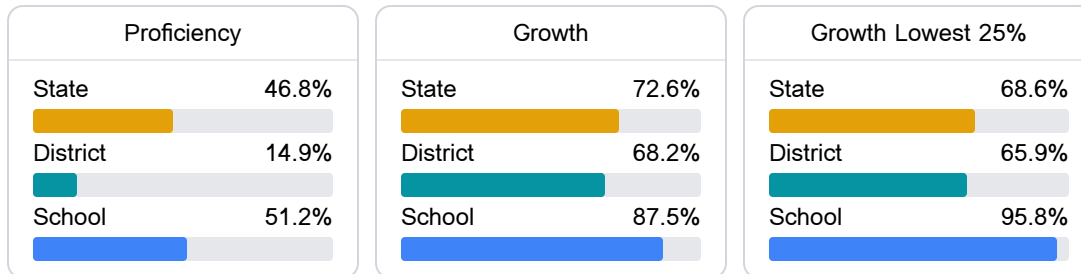 Proficiency
State 46.8%
District 14.9%
School 51.2%
Growth
State 72.6%
District 68.2%
School 87.5%
Growth Lowest 25%
State 68.6%
District 65.9%
School 95.8%